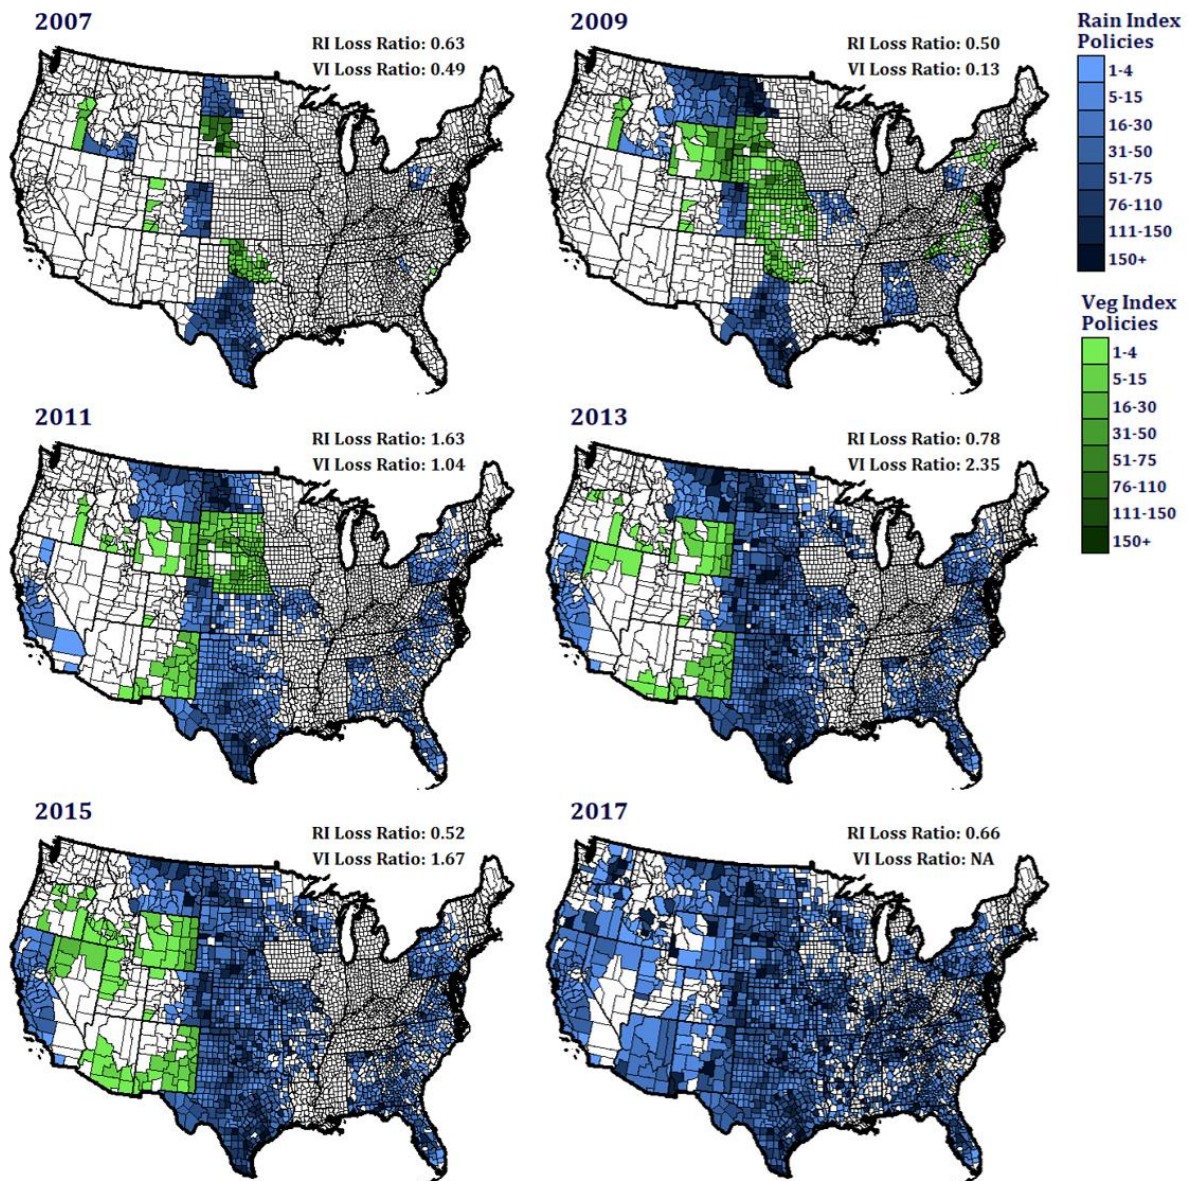 2007
RI Loss Ratio: 0.63
VI Loss Ratio: 0.49
2009
RI Loss Ratio: 0.50
VI Loss Ratio: 0.13
Rain Index
Policies
1-4
5-15
16-30
31-50
51-75
76-110
111-150
150+
Veg Index
Policies
1-4
5-15
16-30
31-50
51-75
76-110
111-150
150+
2011
RI Loss Ratio: 1.63
VI Loss Ratio: 1.04
2013
RI Loss Ratio: 0.78
VI Loss Ratio: 2.35
2015
RI Loss Ratio: 0.52
VI Loss Ratio: 1.67
2017
RI Loss Ratio: 0.66
VI Loss Ratio: NA